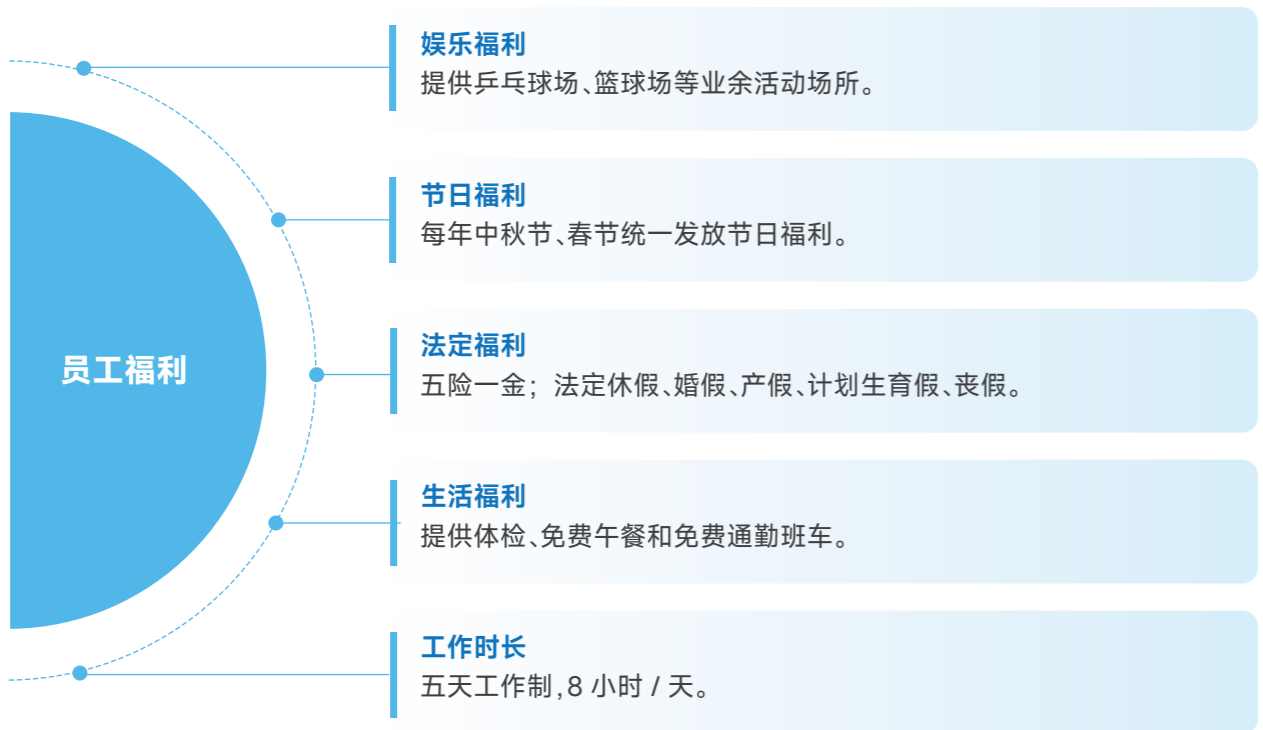 娱乐福利
提供乒乓球场、篮球场等业余活动场所。
节日福利
每年中秋节、春节统一发放节日福利。
员工福利
法定福利
五险一金；法定休假、婚假、产假、计划生育假、丧假。
生活福利
提供体检、免费午餐和免费通勤班车。
工作时长
五天工作制，8 小时 / 天。